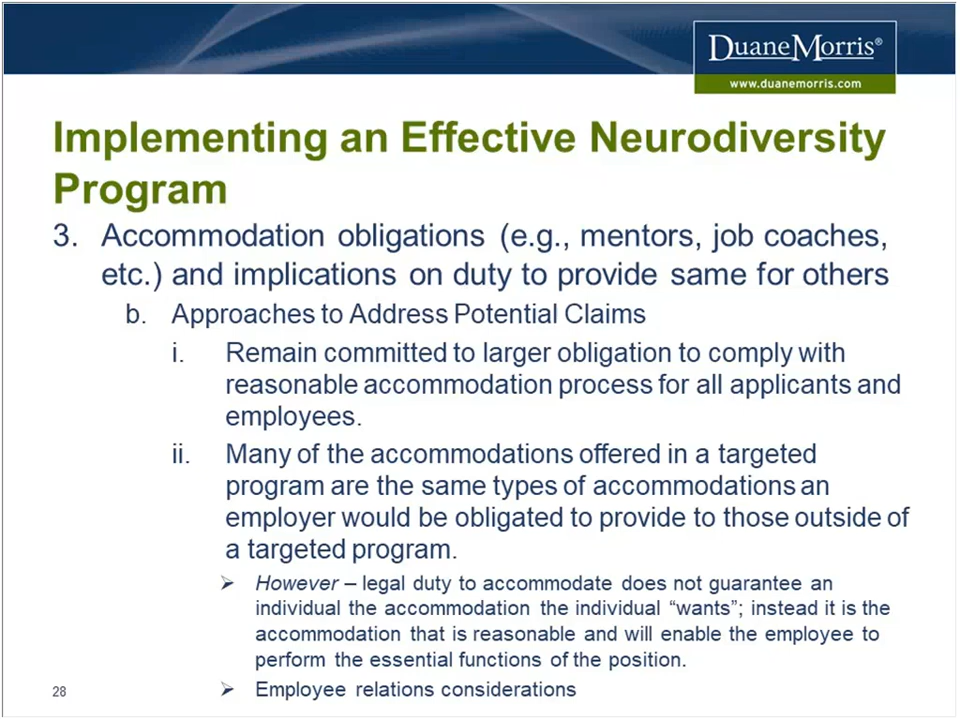 DuaneMorris®
www.duanemorris.com
Implementing an Effective Neurodiversity
Program
3. Accommodation obligations (e.g., mentors, job coaches,
etc.) and implications on duty to provide same for others
b. Approaches to Address Potential Claims
i. Remain committed to larger obligation to comply with
reasonable accommodation process for all applicants and
employees.
ii. Many of the accommodations offered in a targeted
program are the same types of accommodations an
employer would be obligated to provide to those outside of
a targeted program.
➢ However – legal duty to accommodate does not guarantee an
individual the accommodation the individual “wants”; instead it is the
accommodation that is reasonable and will enable the employee to
perform the essential functions of the position.
➢ Employee relations considerations
28